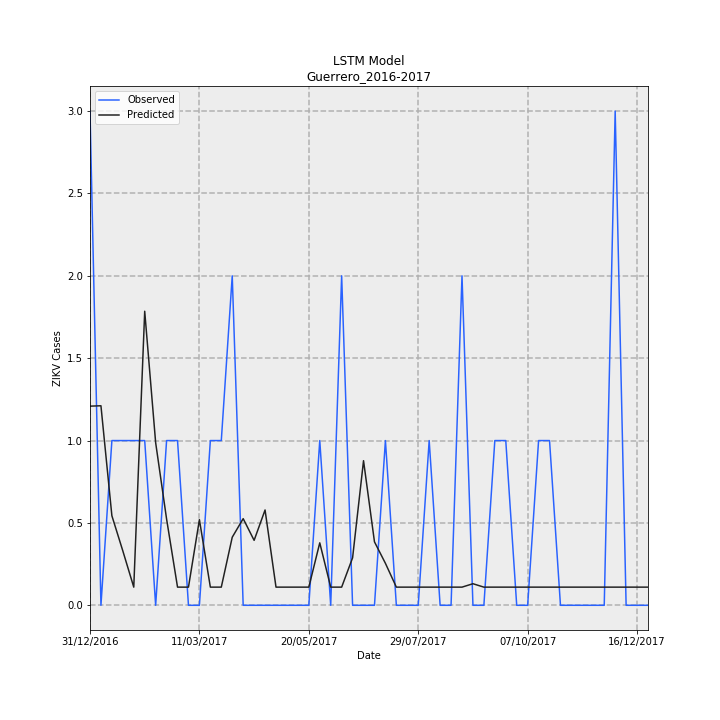 LSTM Model
Guerrero_2016-2017
Observed
Predicted
3.0
2.5
2.0
1.5
1.0
0.5
0.0
ZIKV Cases
31/12/2016 11/03/2017 20/05/2017 29/07/2017 07/10/2017 16/12/2017
Date